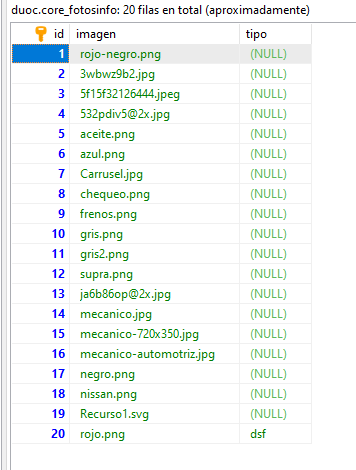 duoc.core_fotosinfo: 20 filas en total (aproximadamente)
id imagen tipo
1 rojo-negro.png (NULL)
2 3wbwz9b2.jpg (NULL)
3 5f15f32126444.jpeg (NULL)
4 532pdiv5@2x.jpg (NULL)
5 aceite.png (NULL)
6 azul.png (NULL)
7 Carrusel.jpg (NULL)
8 chequeo.png (NULL)
9 frenos.png (NULL)
10 gris.png (NULL)
11 gris2.png (NULL)
12 supra.png (NULL)
13 ja6b86op@2x.jpg (NULL)
14 mecanico.jpg (NULL)
15 mecanico-720x350.jpg (NULL)
16 mecanico-automotriz.jpg (NULL)
17 negro.png (NULL)
18 nissan.png (NULL)
19 Recurso1.svg (NULL)
20 rojo.png dsf